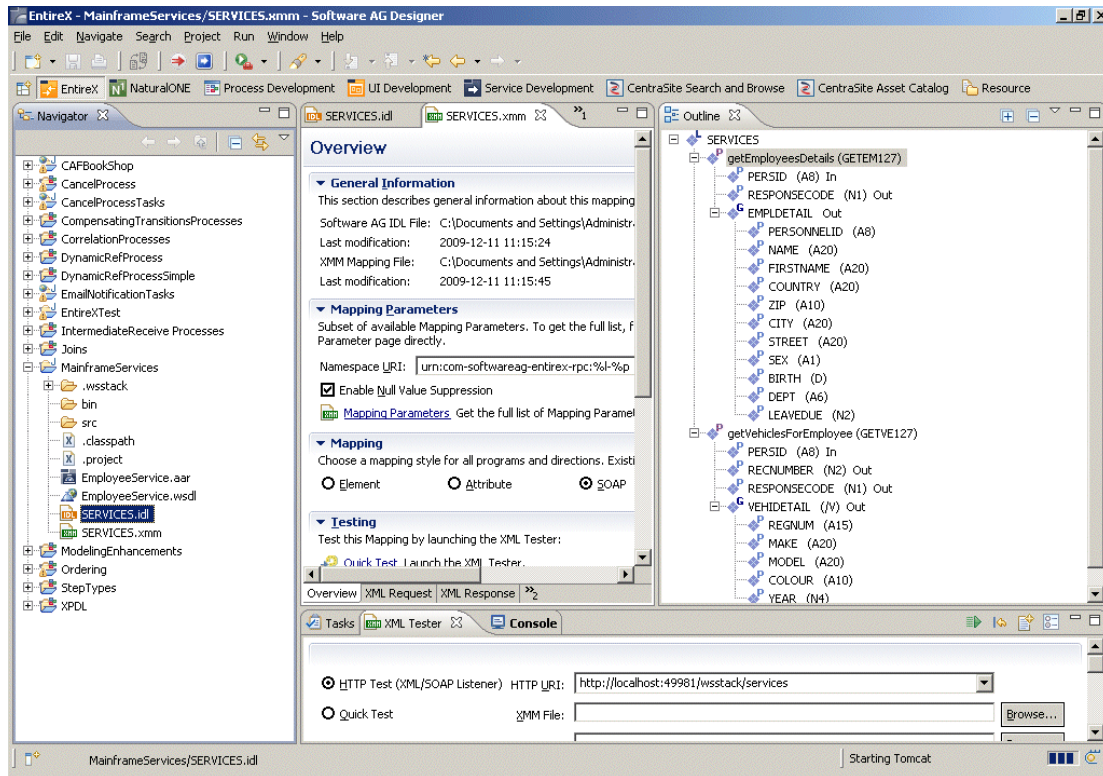 EntireX - MainframeServices/SERVICES.xmm - Software AG Designer
File Edit Navigate Search Project Run Window Help
EntireX NaturalONE Process Development UI Development Service Development CentraSite Search and Browse CentraSite Asset Catalog Resource
Navigator
CAFBookShop
CancelProcess
CancelProcessTasks
CompensatingTransitionsProcesses
CorrelationProcesses
DynamicRefProcess
DynamicRefProcessSimple
EmailNotificationTasks
EntireXTest
IntermediateReceive Processes
Joins
MainframeServices
.wsstack
bin
src
.classpath
.project
EmployeeService.aar
EmployeeService.wsdl
SERVICES.idl
SERVICES.xmm
ModelingEnhancements
Ordering
StepTypes
XPDL
SERVICES.idl SERVICES.xmm »1
Overview
General Information
This section describes general information about this mapping
Software AG IDL File: C:\Documents and Settings\Administr
Last modification: 2009-12-11 11:15:24
XMM Mapping File: C:\Documents and Settings\Administr
Last modification: 2009-12-11 11:15:45
Mapping Parameters
Subset of available Mapping Parameters. To get the full list, f
Parameter page directly.
Namespace URI: urn:com-softwareag-entirex-rpc:%l-%p
Enable Null Value Suppression
Mapping Parameters Get the full list of Mapping Paramet
Mapping
Choose a mapping style for all programs and directions. Existi
Element Attribute SOAP
Testing
Test this Mapping by launching the XML Tester:
Quick Test Launch the XML Tester.
Overview XML Request XML Response »2
Outline
SERVICES
getEmployeesDetails (GETEM127)
PERSID (A8) In
RESPONSECODE (N1) Out
EMPLDETAIL Out
PERSONNELID (A8)
NAME (A20)
FIRSTNAME (A20)
COUNTRY (A20)
ZIP (A10)
CITY (A20)
STREET (A20)
SEX (A1)
BIRTH (D)
DEPT (A6)
LEAVEDUE (N2)
getVehiclesForEmployee (GETVE127)
PERSID (A8) In
RECNUMBER (N2) Out
RESPONSECODE (N1) Out
VEHIDETAIL (/V) Out
REGNUM (A15)
MAKE (A20)
MODEL (A20)
COLOUR (A10)
YEAR (N4)
Tasks XML Tester Console
HTTP Test (XML/SOAP Listener) HTTP URI: http://localhost:49981/wsstack/services
Quick Test XMM File: Browse...
MainframeServices/SERVICES.idl
Starting Tomcat